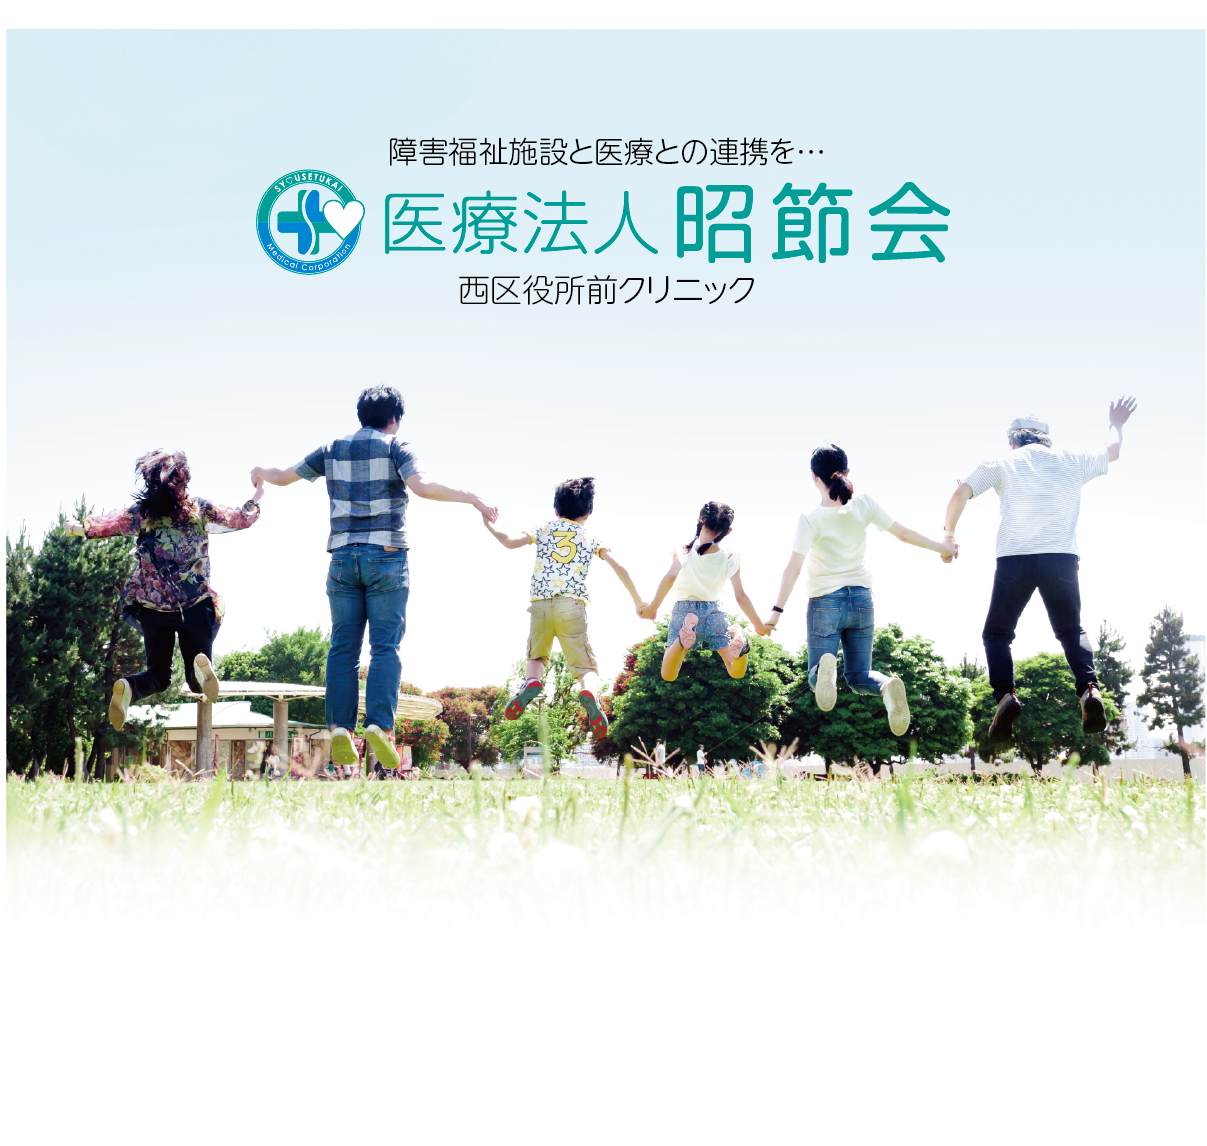 障害福祉施設と医療との連携を…
SYOUSETUKAI
Medical Corporation
医療法人 昭節会
西区役所前クリニック
3